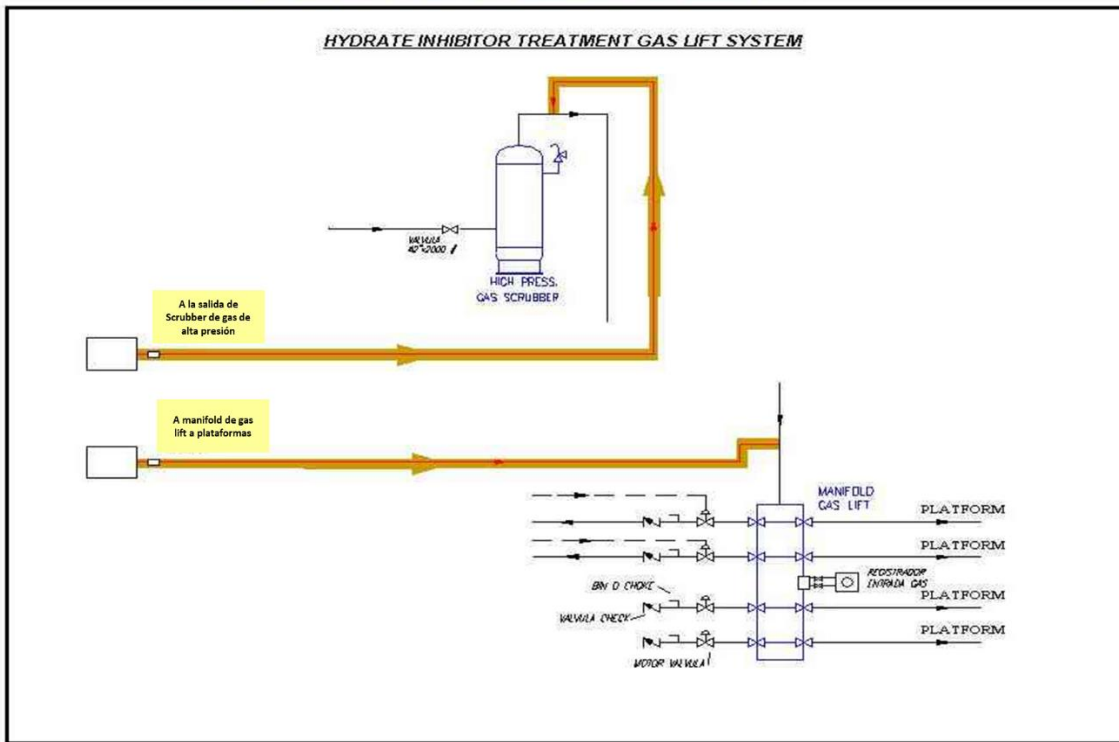 HYDRATE INHIBITOR TREATMENT GAS LIFT SYSTEM
VALVULA
HIGH PRESS.
GAS SCRUBBER
A la salida de
Scrubber de gas de
alta presión
A manifold de gas
lift a plataformas
MANIFOLD
GAS LIFT
PLATFORM
PLATFORM
REGISTRADOR
ENTRADA GAS
BIN O CHOKE
PLATFORM
VALVULA CHECK
PLATFORM
MOTOR VALVULA